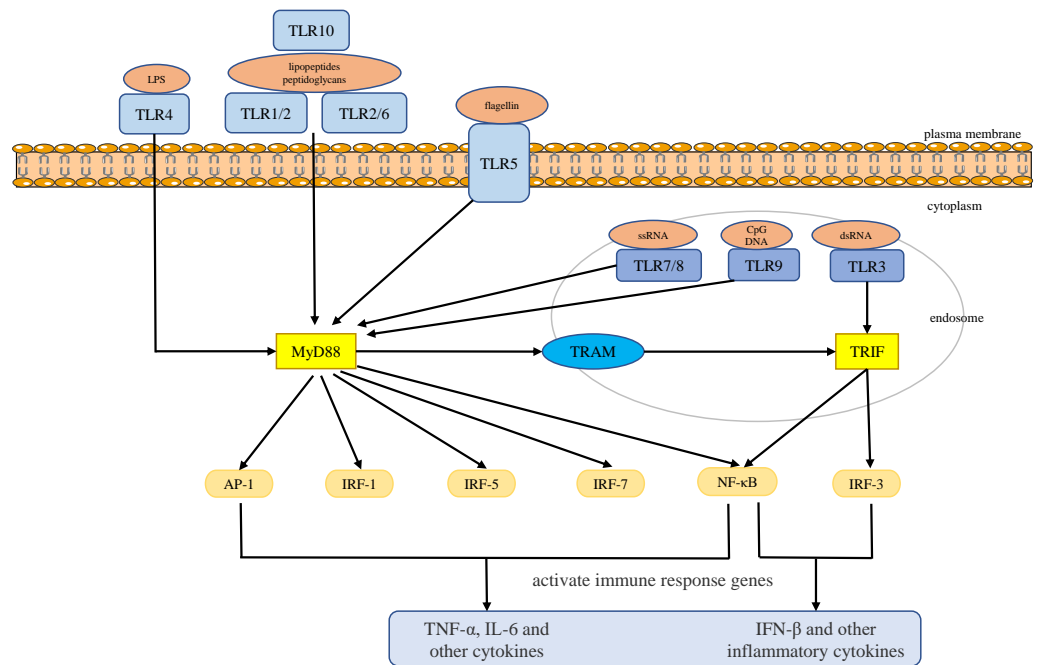 TLR10
lipopeptides
peptidoglycans
LPS
TLR4
TLR1/2
TLR2/6
flagellin
TLR5
plasma membrane
cytoplasm
ssRNA
CpG
DNA
dsRNA
TLR7/8
TLR9
TLR3
endosome
MyD88
TRAM
TRIF
AP-1
IRF-1
IRF-5
IRF-7
NF-κB
IRF-3
activate immune response genes
TNF-α, IL-6 and
other cytokines
IFN-β and other
inflammatory cytokines